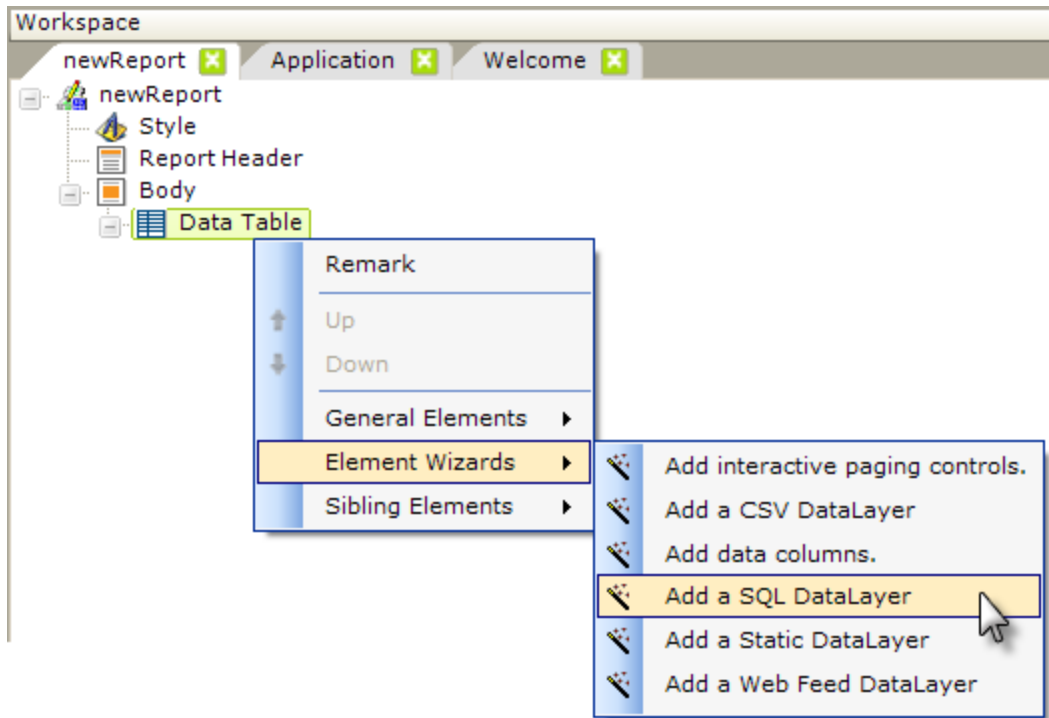 Workspace
newReport Application Welcome
newReport
Style
Report Header
Body
Data Table
Remark
Up
Down
General Elements
Element Wizards
Sibling Elements
Add interactive paging controls.
Add a CSV DataLayer
Add data columns.
Add a SQL DataLayer
Add a Static DataLayer
Add a Web Feed DataLayer